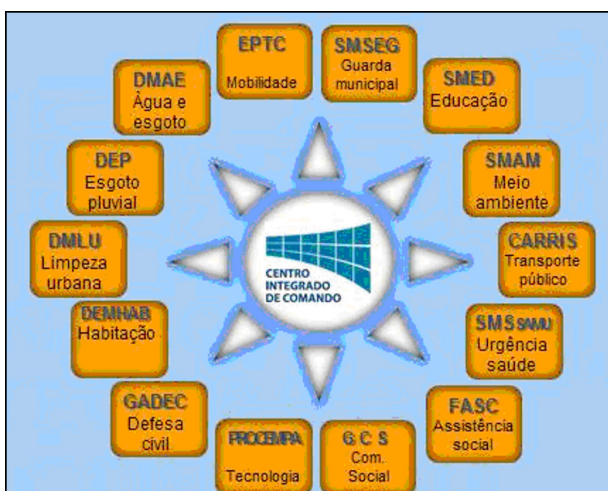 EPTC
Mobilidade
SMSEG
Guarda
municipal
SMED
Educação
SMAM
Meio
ambiente
CARRIS
Transporte
público
SMS SAMU
Urgência
saúde
FASC
Assistência
social
G C S
Com.
Social
PROCEMPA
Tecnologia
GADEC
Defesa
civil
DEMHAB
Habitação
DMLU
Limpeza
urbana
DEP
Esgoto
pluvial
DMAE
Água e
esgoto
CENTRO
INTEGRADO
DE COMANDO